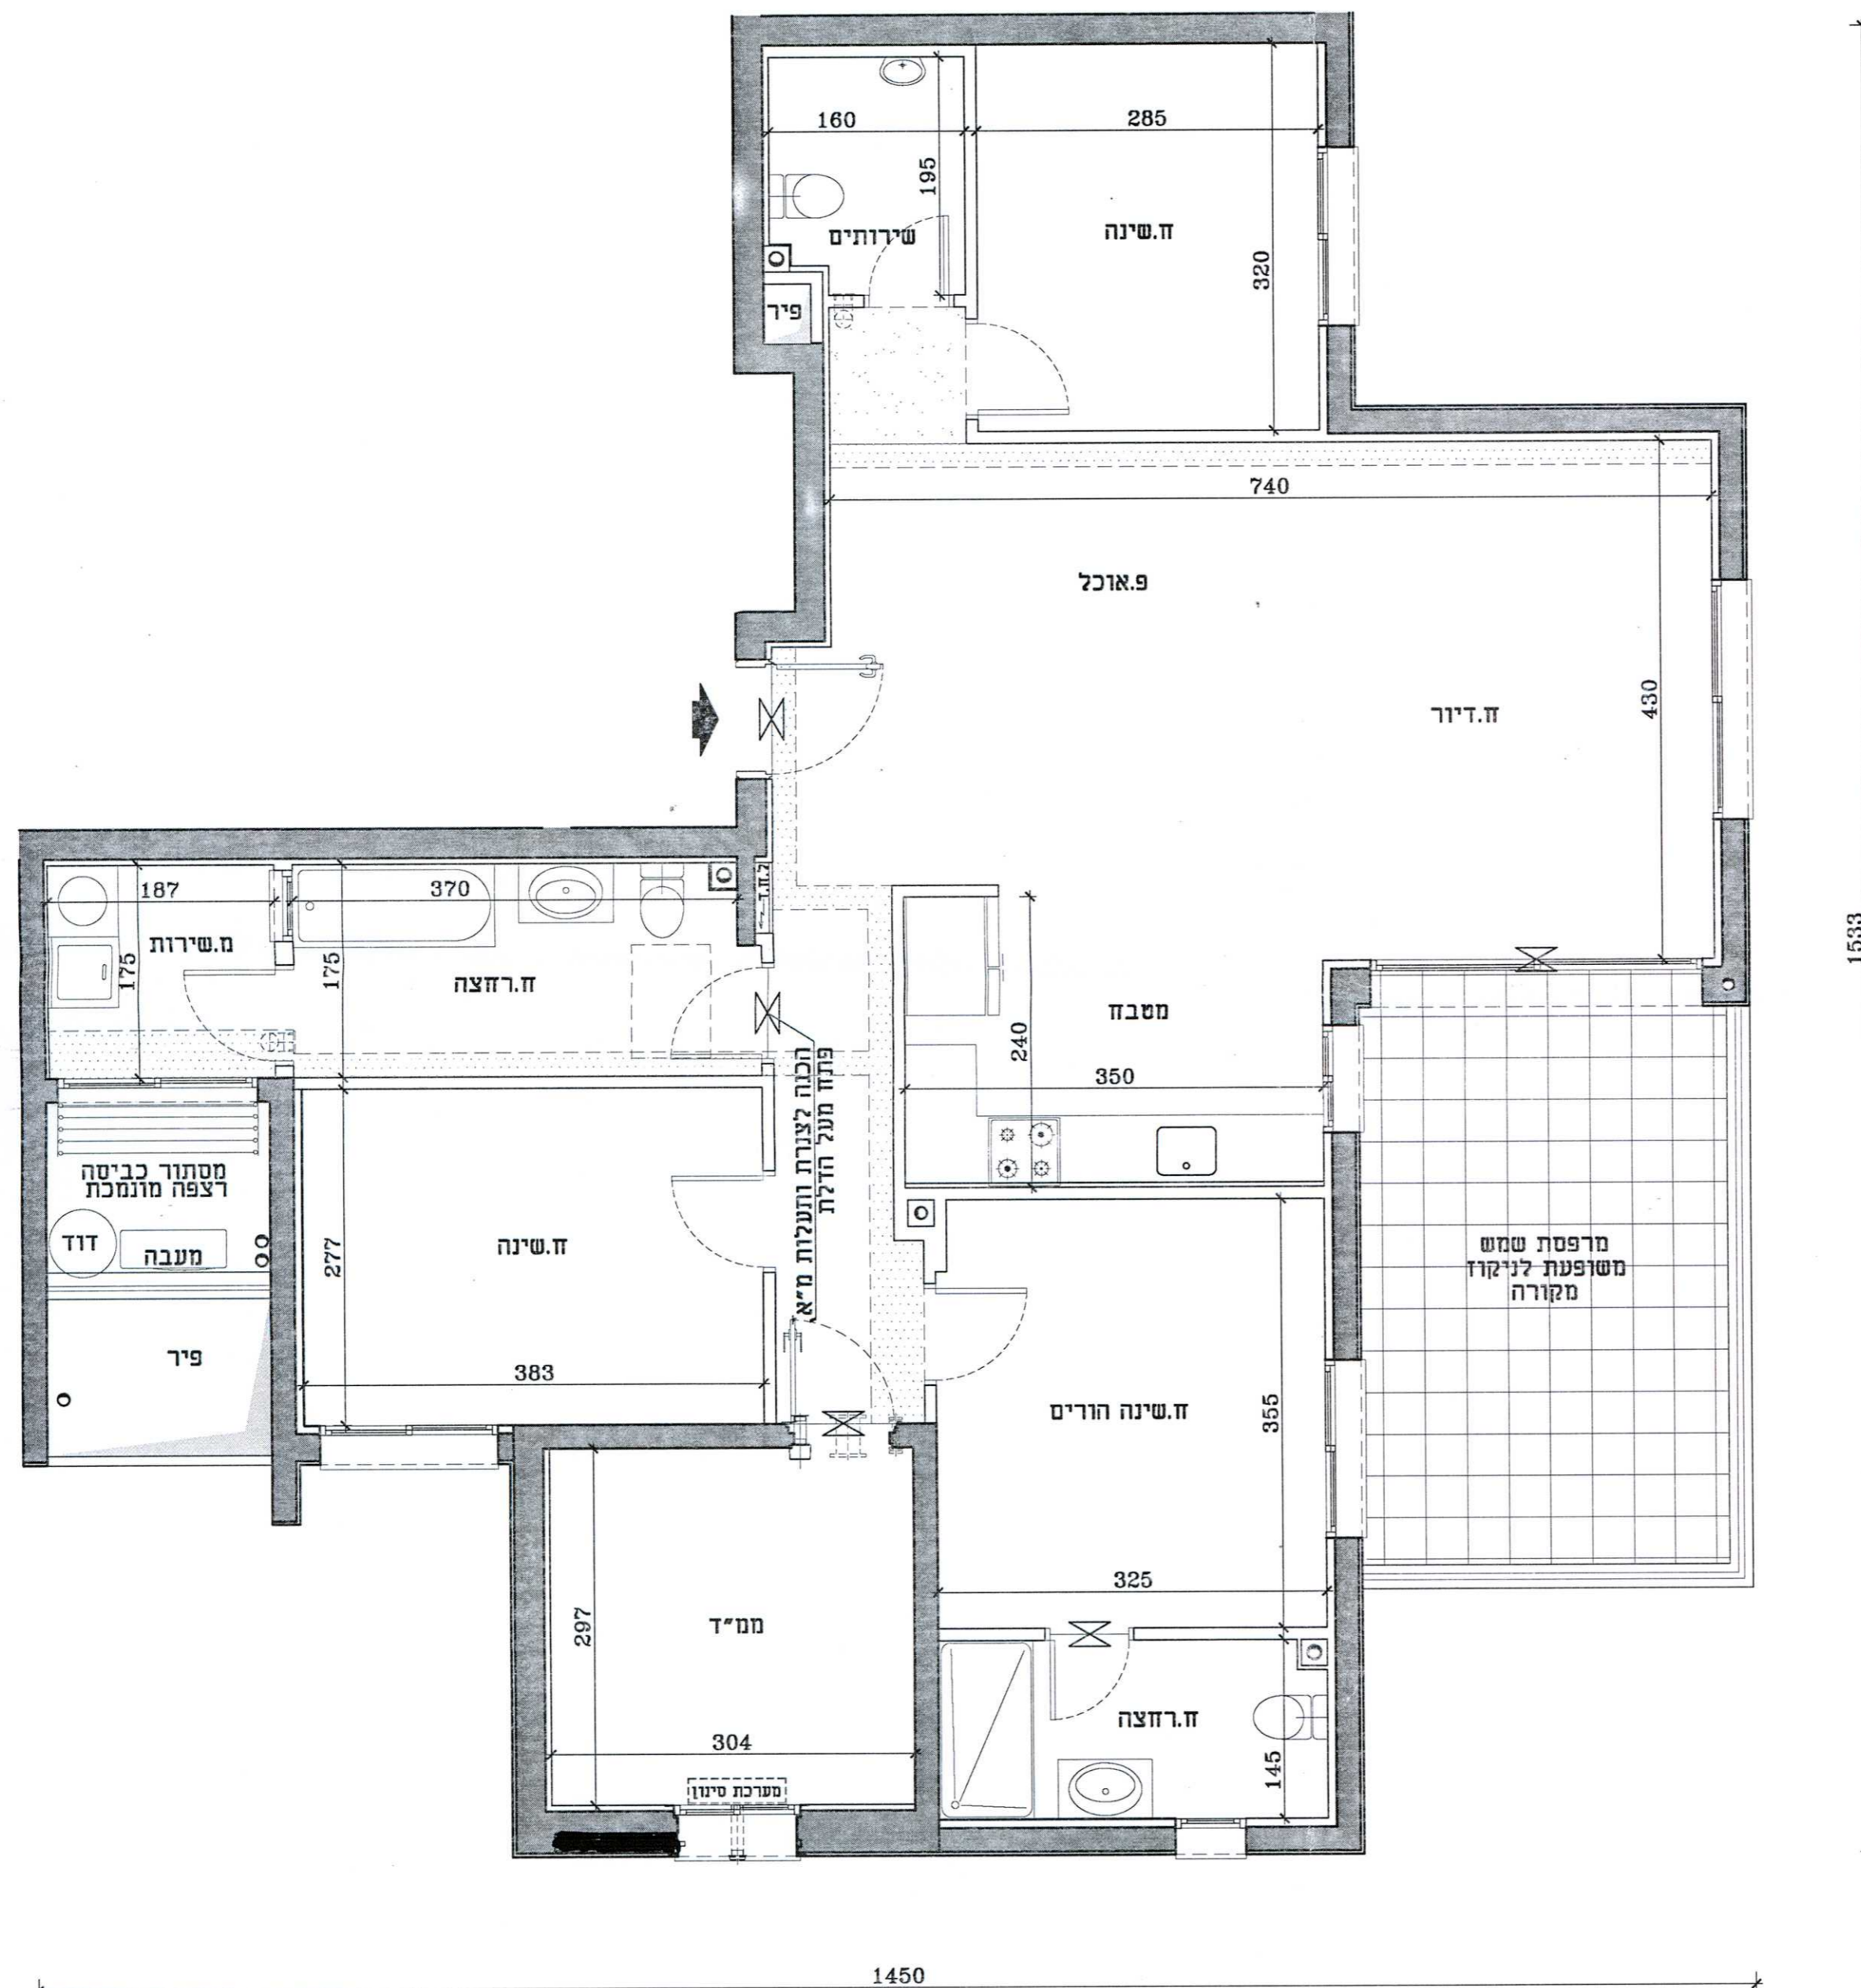 160
285
195
שירותים
ח.שינה
320
פיר
740
פ.אוכל
430
ח.דיור
187
370
ל.ח.ד
מ.שירות
175
175
ח.רחצה
מטבח
240
350
1533
הכנה לצנרת ותעלות מ"א
פתח מעל הדלת
מסתור כביסה
רצפה מונמכת
דוד
מעבה
277
ח.שינה
383
פיר
מרפסת שמש
משופעת לניקוז
מקורה
ח.שינה הורים
355
325
297
ממ"ד
304
מערכת סינון
ח.רחצה
145
1450